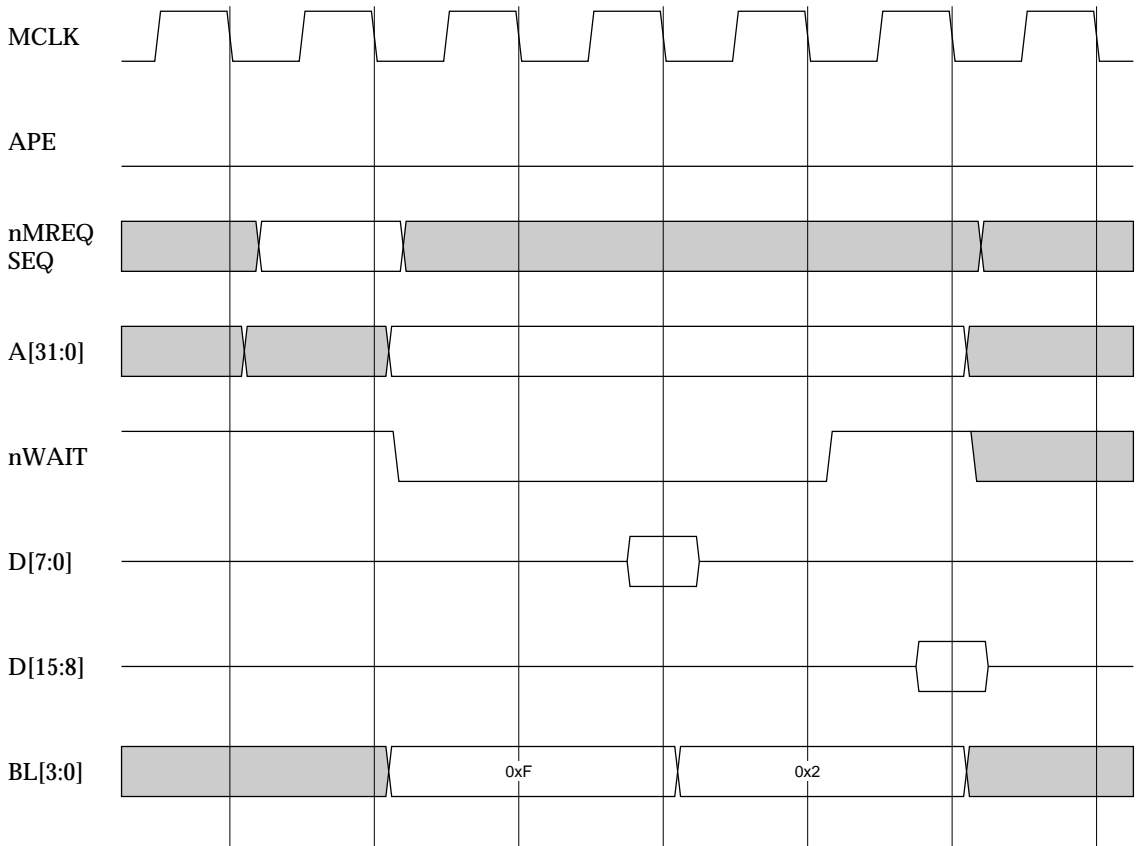 MCLK
APE
nMREQ
SEQ
A[31:0]
nWAIT
D[7:0]
D[15:8]
BL[3:0] 0xF 0x2